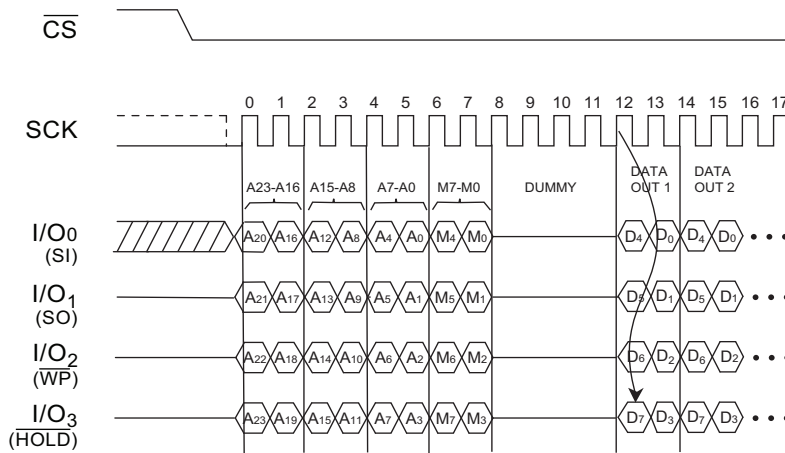 CS
0 1 2 3 4 5 6 7 8 9 10 11 12 13 14 15 16 17
SCK
A23-A16 A15-A8 A7-A0 M7-M0 DUMMY DATA OUT 1 DATA OUT 2
I/O0 A20 A16 A12 A8 A4 A0 M4 M0 D4 D0 D4 D0 • • •
(SI)
I/O1 A21 A17 A13 A9 A5 A1 M5 M1 D5 D1 D5 D1 • • •
(SO)
I/O2 A22 A18 A14 A10 A6 A2 M6 M2 D6 D2 D6 D2 • • •
(WP)
I/O3 A23 A19 A15 A11 A7 A3 M7 M3 D7 D3 D7 D3 • • •
(HOLD)